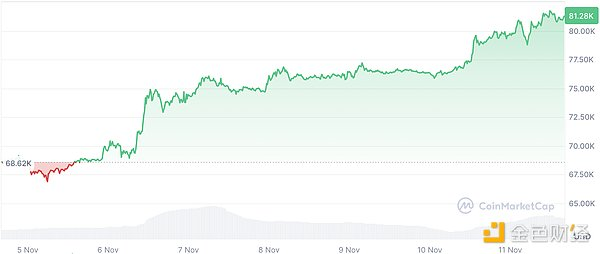 81.28K
80.00K
77.50K
75.00K
72.50K
70.00K
68.62K
67.50K
65.00K
CoinMarketCap
金色财经
USD
5 Nov 6 Nov 7 Nov 8 Nov 9 Nov 10 Nov 11 Nov